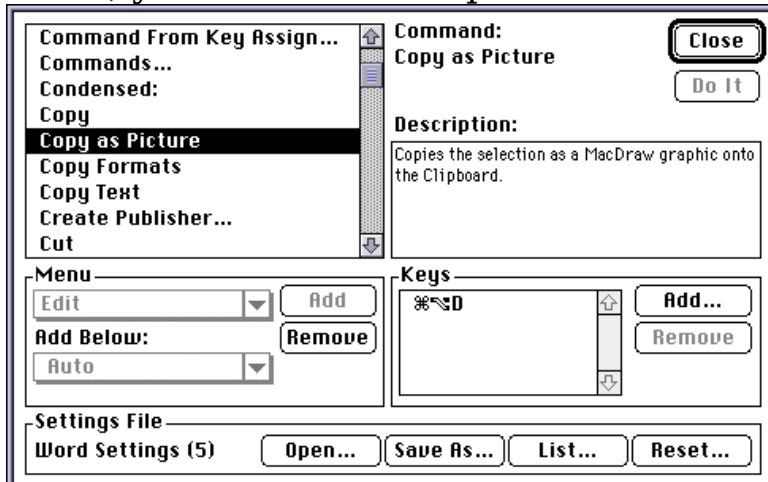 Command From Key Assign...
Commands...
Condensed:
Copy
Copy as Picture
Copy Formats
Copy Text
Create Publisher...
Cut
Command:
Copy as Picture
Close
Do It
Description:
Copies the selection as a MacDraw graphic onto
the Clipboard.
Menu
Edit
Add
Add Below:
Remove
Auto
Keys
⌘⌥D
Add...
Remove
Settings File
Word Settings (5)
Open...
Save As...
List...
Reset...